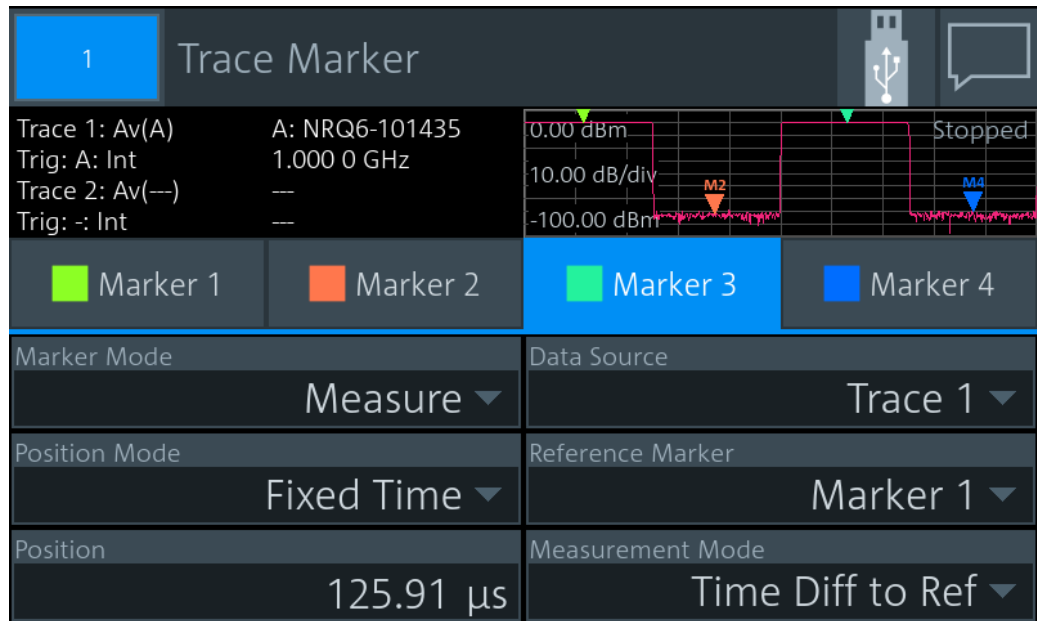 1
Trace Marker
Trace 1: Av(A)
A: NRQ6-101435
Trig: A: Int
1.000 0 GHz
Trace 2: Av(---)
---
Trig: -: Int
---
0.00 dBm
Stopped
10.00 dB/div
M2
M4
-100.00 dBm
Marker 1
Marker 2
Marker 3
Marker 4
Marker Mode
Data Source
Measure
Trace 1
Position Mode
Reference Marker
Fixed Time
Marker 1
Position
Measurement Mode
125.91 µs
Time Diff to Ref